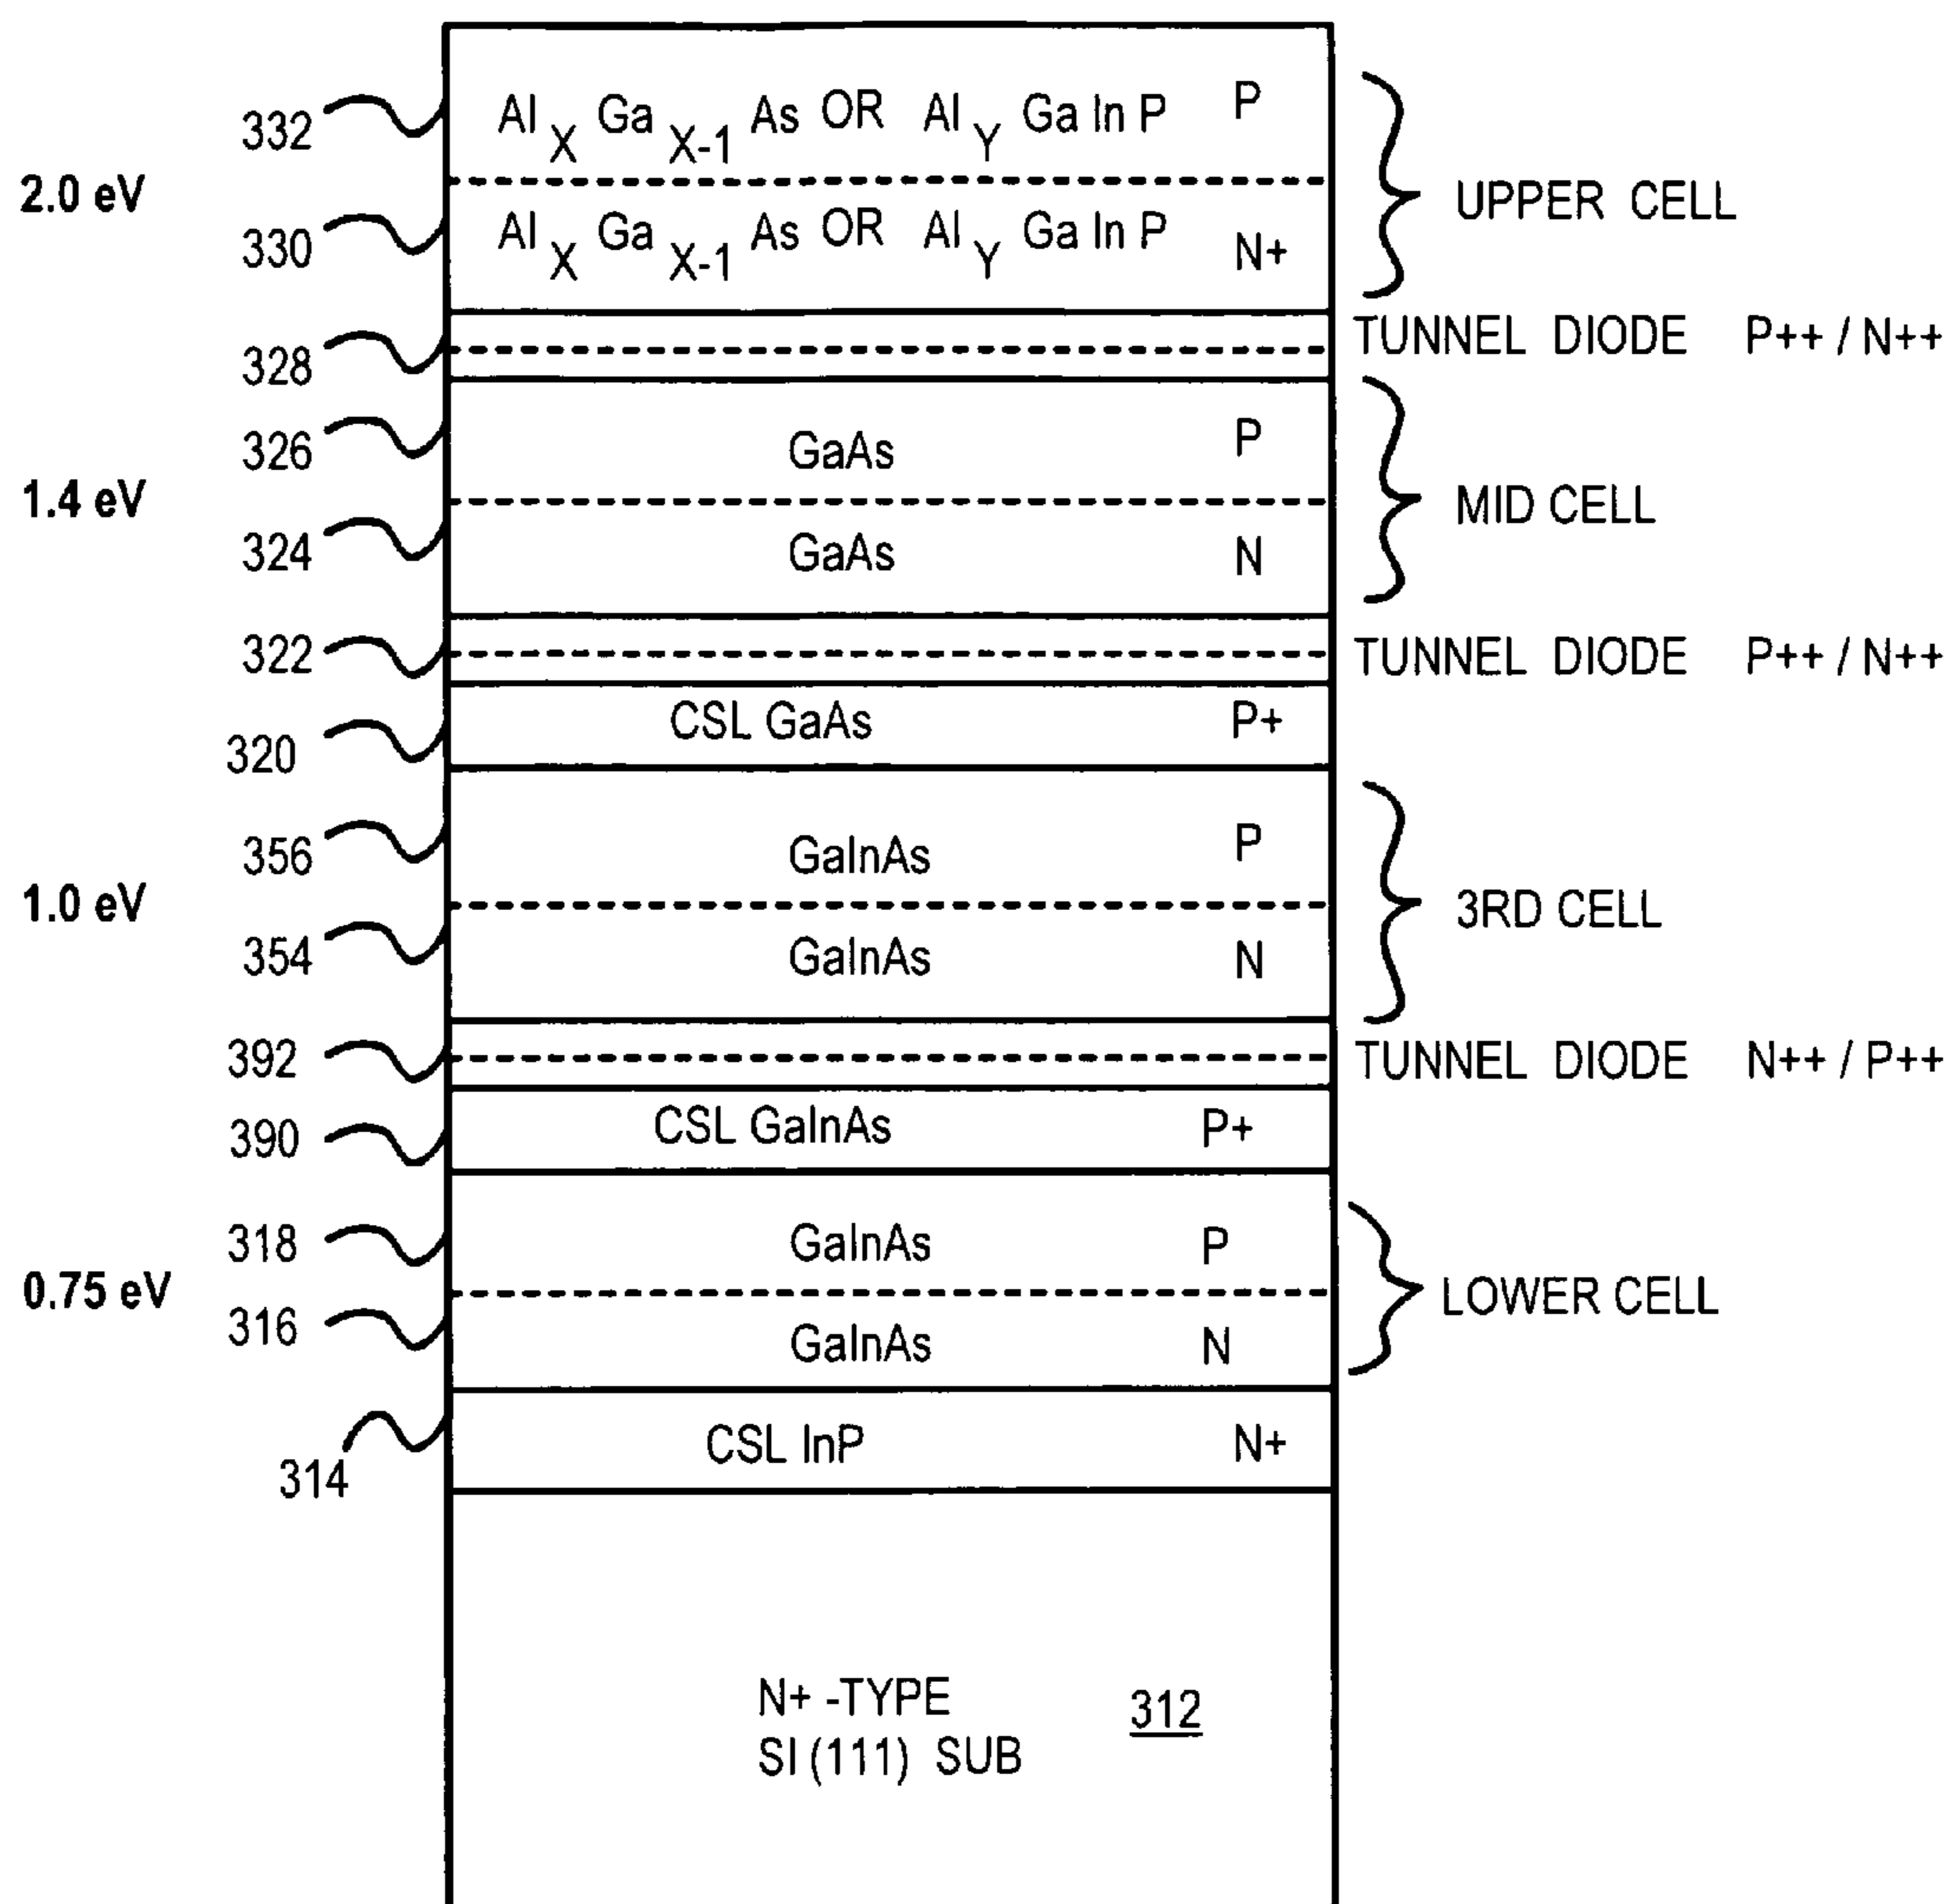 332 Al X Ga X-1 As OR Al Y Ga In P P
2.0 eV UPPER CELL
330 Al X Ga X-1 As OR Al Y Ga In P N+
328 TUNNEL DIODE P++ / N++
326 GaAs P
1.4 eV MID CELL
324 GaAs N
322 TUNNEL DIODE P++ / N++
320 CSL GaAs P+
356 GaInAs P
1.0 eV 3RD CELL
354 GaInAs N
392 TUNNEL DIODE N++ / P++
390 CSL GaInAs P+
318 GaInAs P
0.75 eV LOWER CELL
316 GaInAs N
314 CSL InP N+
N+ -TYPE 312
SI (111) SUB